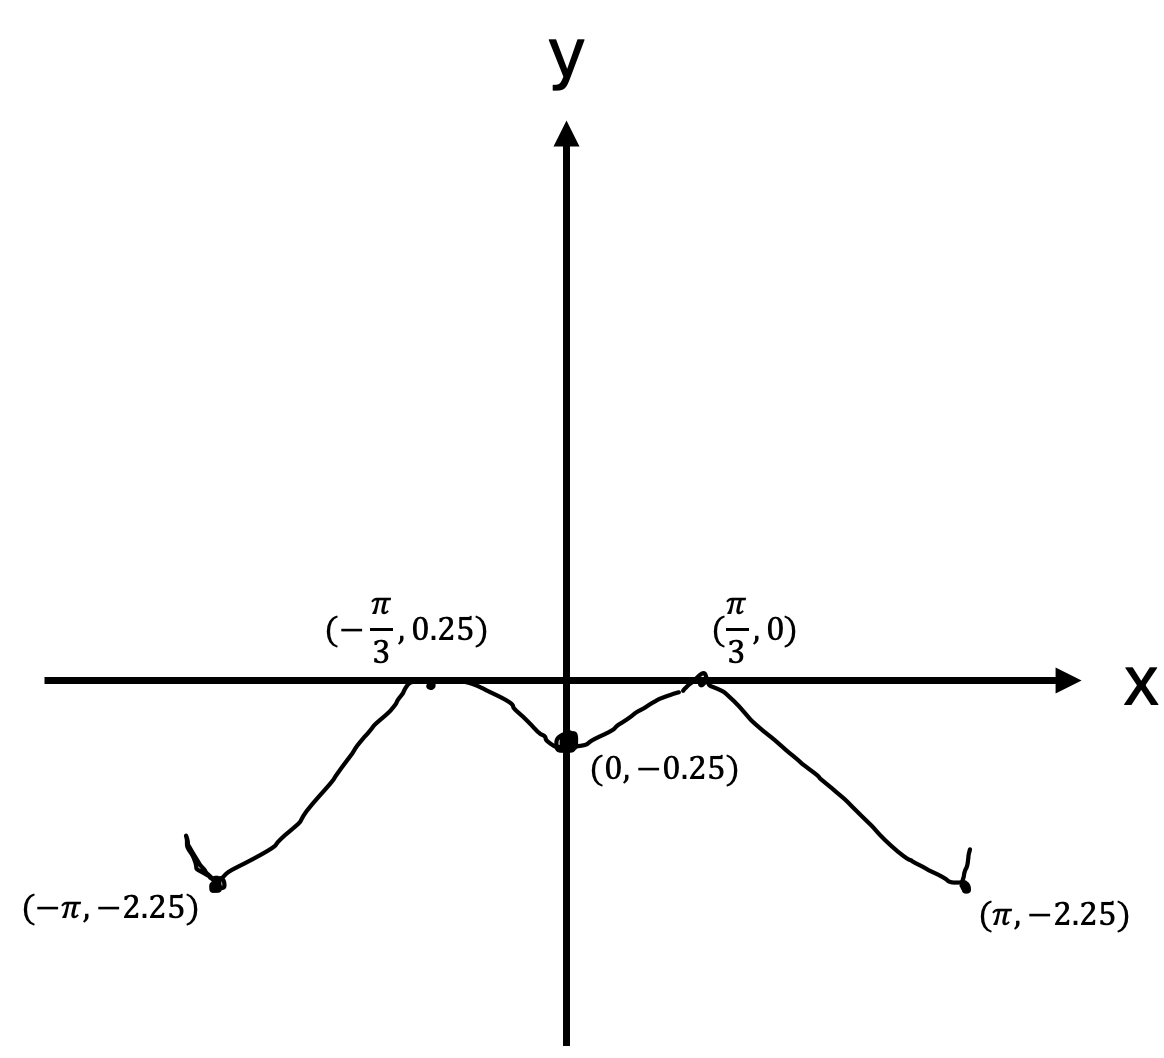 y
(−π/3, 0.25)
(π/3, 0)
x
(0, −0.25)
(−π, −2.25)
(π, −2.25)